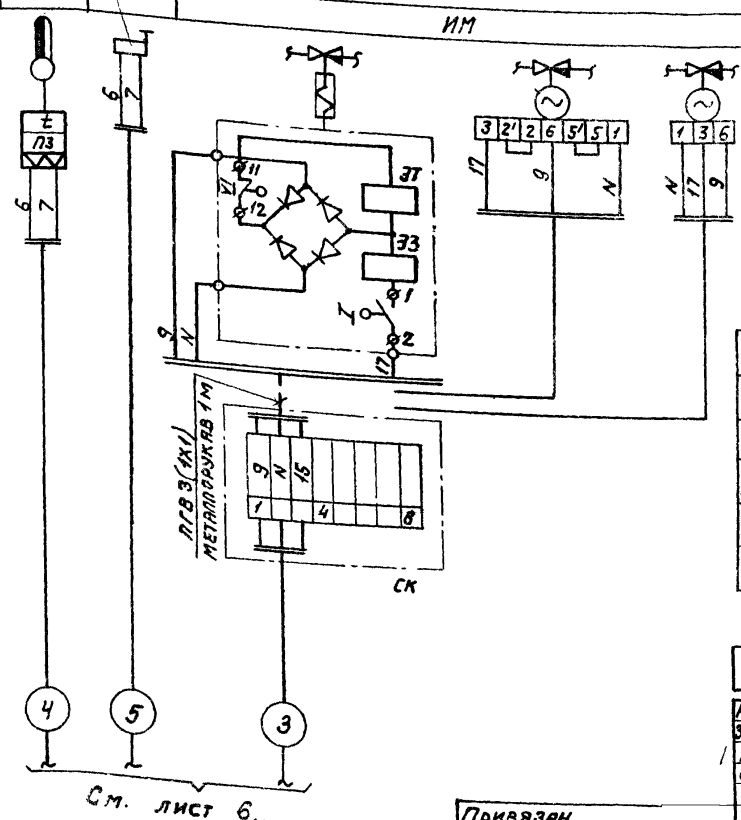 ИМ
6 7
t
ПЗ
6 7
11
VI
12
ЭТ
ЭЗ
I
1
2
9 N
17
3 2' 2 6 5' 5 1
17 9 N
1 3 6
N 17 9
ПГВ 3(1х1)
МЕТАЛЛОРУКАВ 1М
9 N 15
1 4 8
СК
4
5
3
См. лист 6.
Привязан